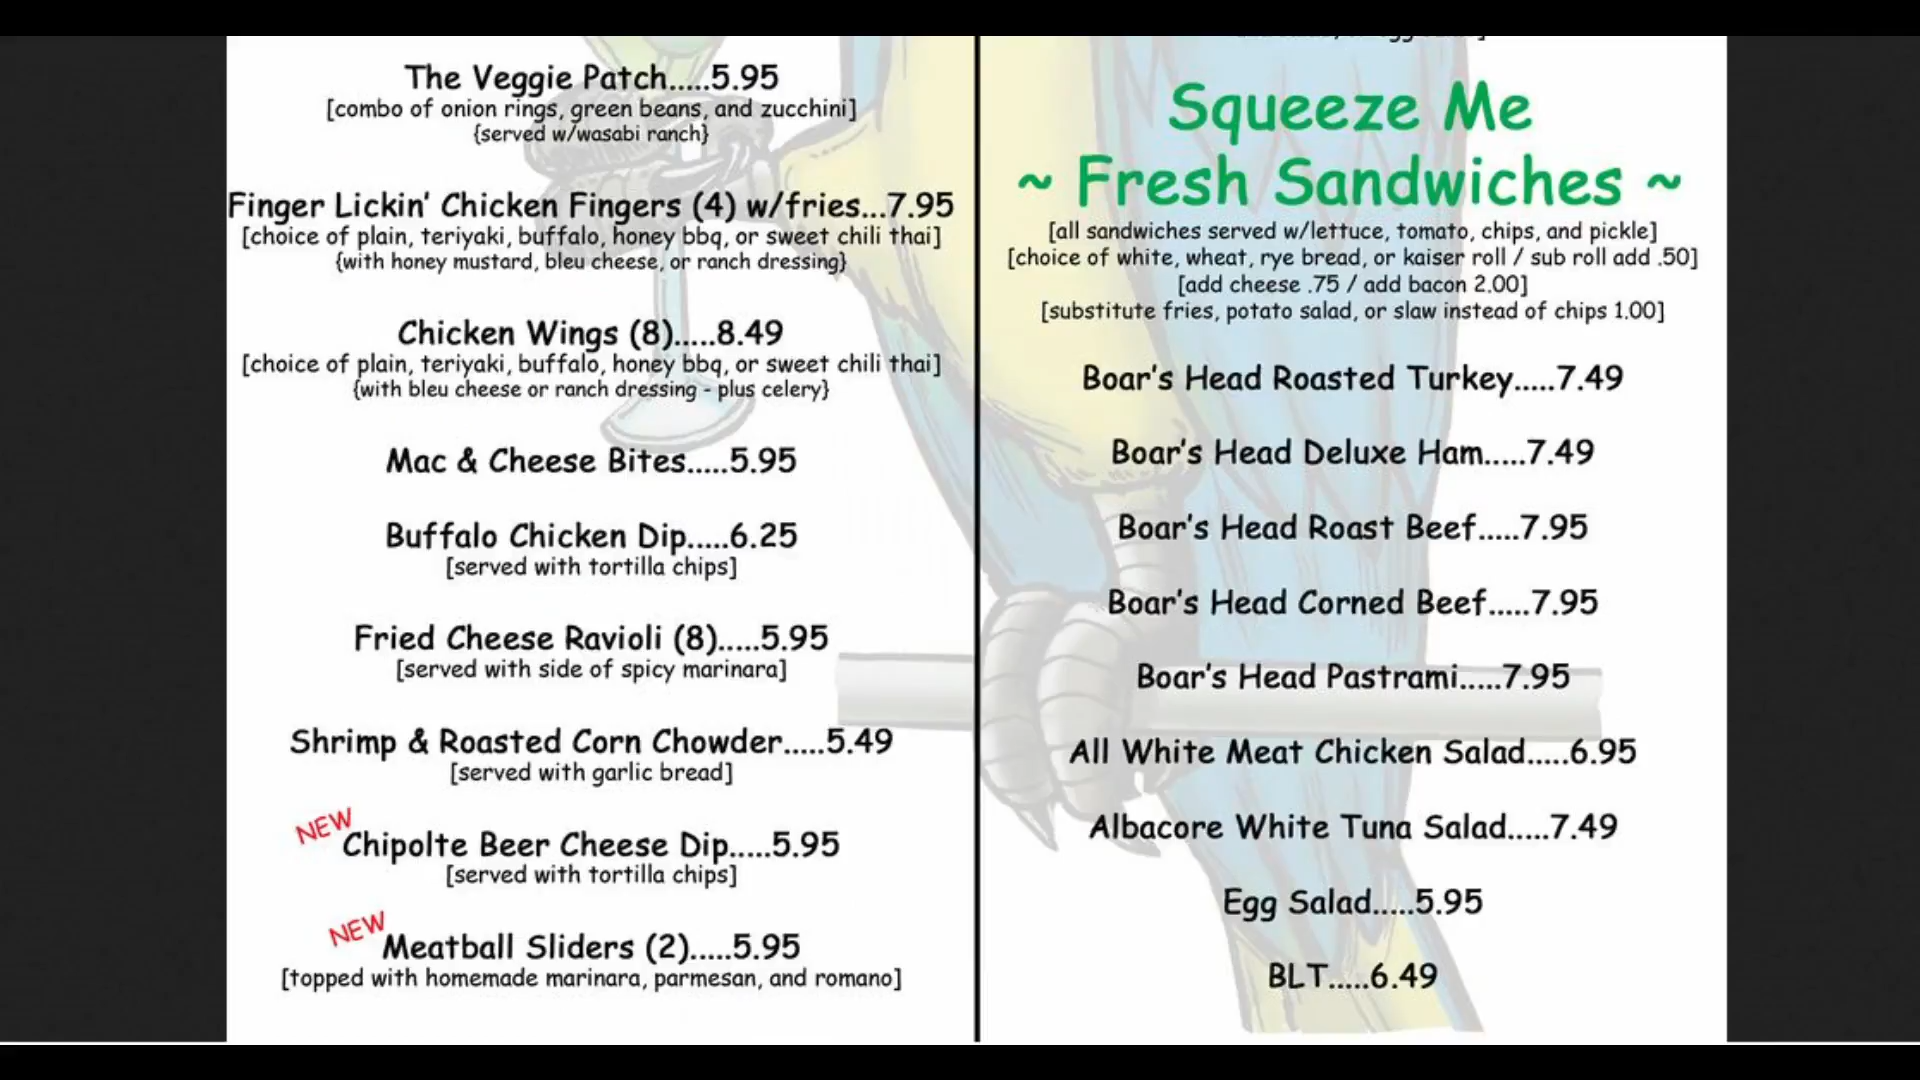 The Veggie Patch.....5.95
[combo of onion rings, green beans, and zucchini]
{served w/wasabi ranch}
Finger Lickin' Chicken Fingers (4) w/fries...7.95
[choice of plain, teriyaki, buffalo, honey bbq, or sweet chili thai]
{with honey mustard, bleu cheese, or ranch dressing}
Chicken Wings (8).....8.49
[choice of plain, teriyaki, buffalo, honey bbq, or sweet chili thai]
{with bleu cheese or ranch dressing - plus celery}
Mac & Cheese Bites.....5.95
Buffalo Chicken Dip.....6.25
[served with tortilla chips]
Fried Cheese Ravioli (8).....5.95
[served with side of spicy marinara]
Shrimp & Roasted Corn Chowder.....5.49
[served with garlic bread]
NEW
Chipolte Beer Cheese Dip.....5.95
[served with tortilla chips]
NEW
Meatball Sliders (2).....5.95
[topped with homemade marinara, parmesan, and romano]
Squeeze Me
~ Fresh Sandwiches ~
[all sandwiches served w/lettuce, tomato, chips, and pickle]
[choice of white, wheat, rye bread, or kaiser roll / sub roll add .50]
[add cheese .75 / add bacon 2.00]
[substitute fries, potato salad, or slaw instead of chips 1.00]
Boar's Head Roasted Turkey.....7.49
Boar's Head Deluxe Ham.....7.49
Boar's Head Roast Beef.....7.95
Boar's Head Corned Beef.....7.95
Boar's Head Pastrami.....7.95
All White Meat Chicken Salad.....6.95
Albacore White Tuna Salad.....7.49
Egg Salad.....5.95
BLT.....6.49